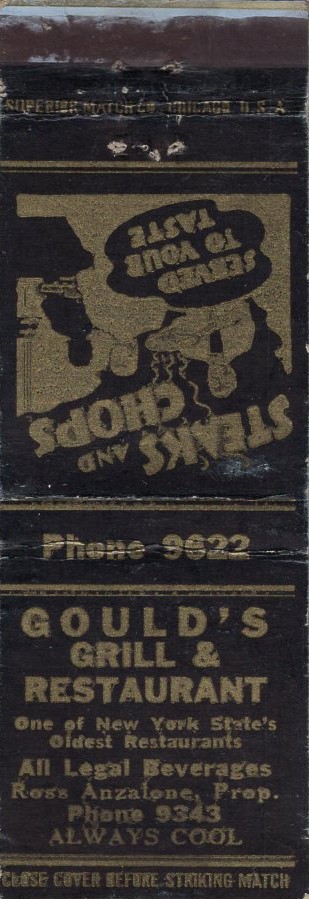 SUPERIOR MATCH CO. CHICAGO U.S.A.
STEAKS AND
CHOPS
SERVED
TO YOUR
TASTE
Phone 9622
GOULD'S
GRILL &
RESTAURANT
One of New York State's
Oldest Restaurants
All Legal Beverages
Ross Anzalone, Prop.
Phone 9343
ALWAYS COOL
CLOSE COVER BEFORE STRIKING MATCH